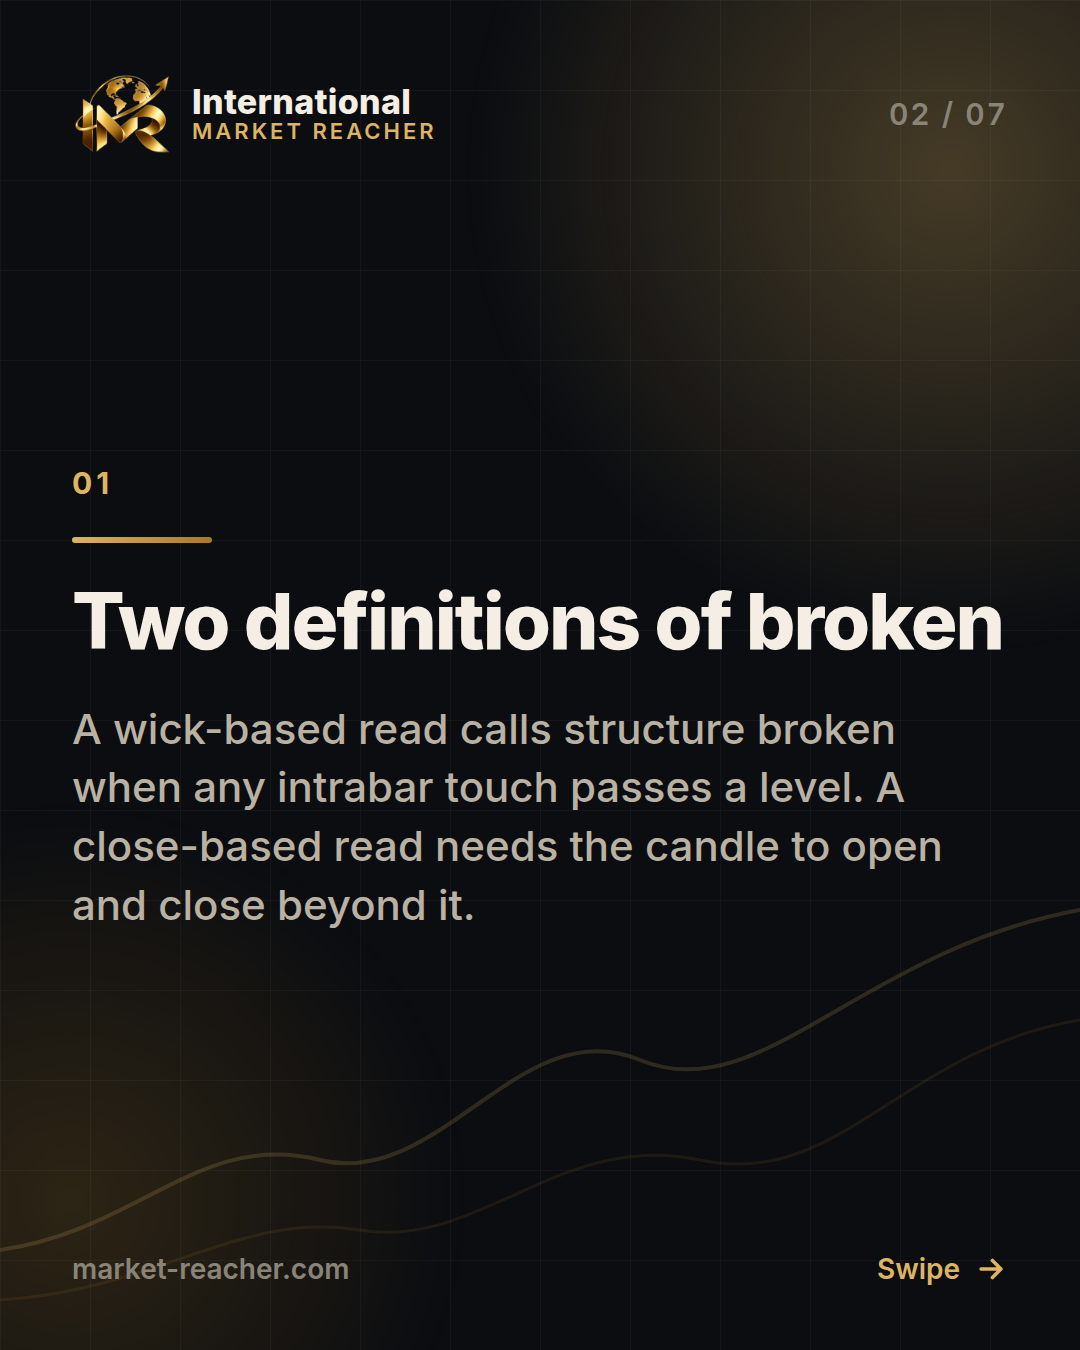 IMR
International
MARKET REACHER
02 / 07
01
Two definitions of broken
A wick-based read calls structure broken
when any intrabar touch passes a level. A
close-based read needs the candle to open
and close beyond it.
market-reacher.com
Swipe →